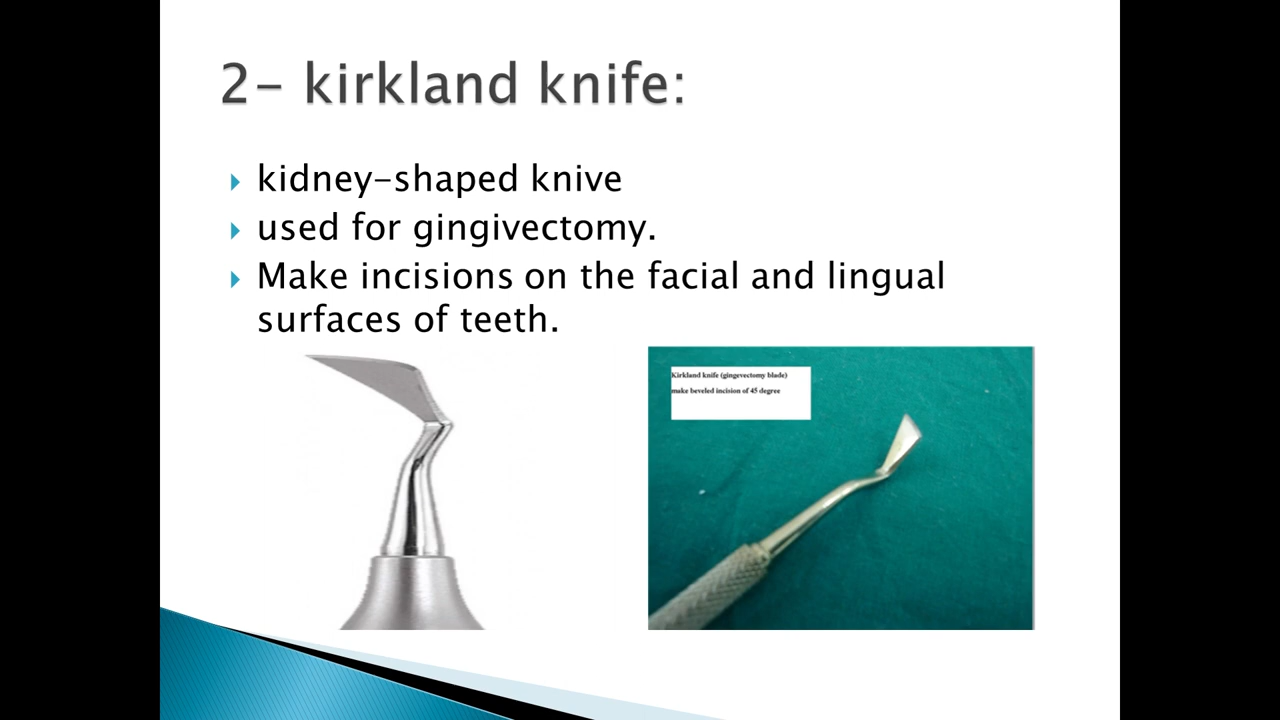 2- kirkland knife:
kidney-shaped knive
used for gingivectomy.
Make incisions on the facial and lingual
surfaces of teeth.
Kirkland knife (gingevectomy blade)
make beveled incision of 45 degree